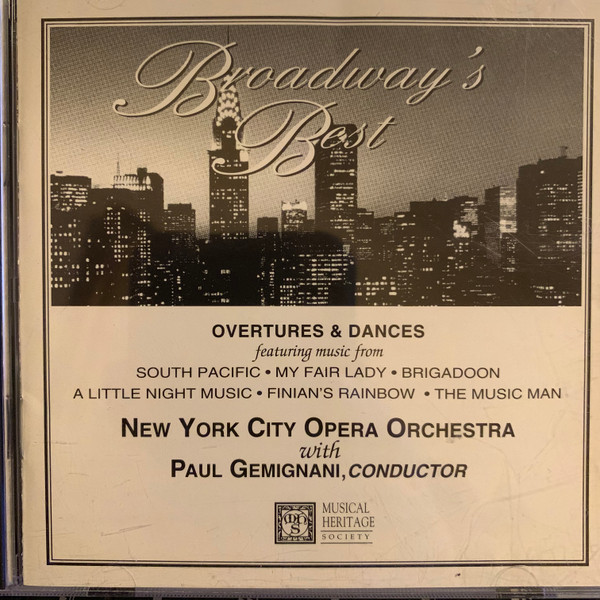 Broadway's
Best
OVERTURES & DANCES
featuring music from
SOUTH PACIFIC • MY FAIR LADY • BRIGADOON
A LITTLE NIGHT MUSIC • FINIAN'S RAINBOW • THE MUSIC MAN
NEW YORK CITY OPERA ORCHESTRA
with
PAUL GEMIGNANI, CONDUCTOR
MHS
MUSICAL
HERITAGE
SOCIETY